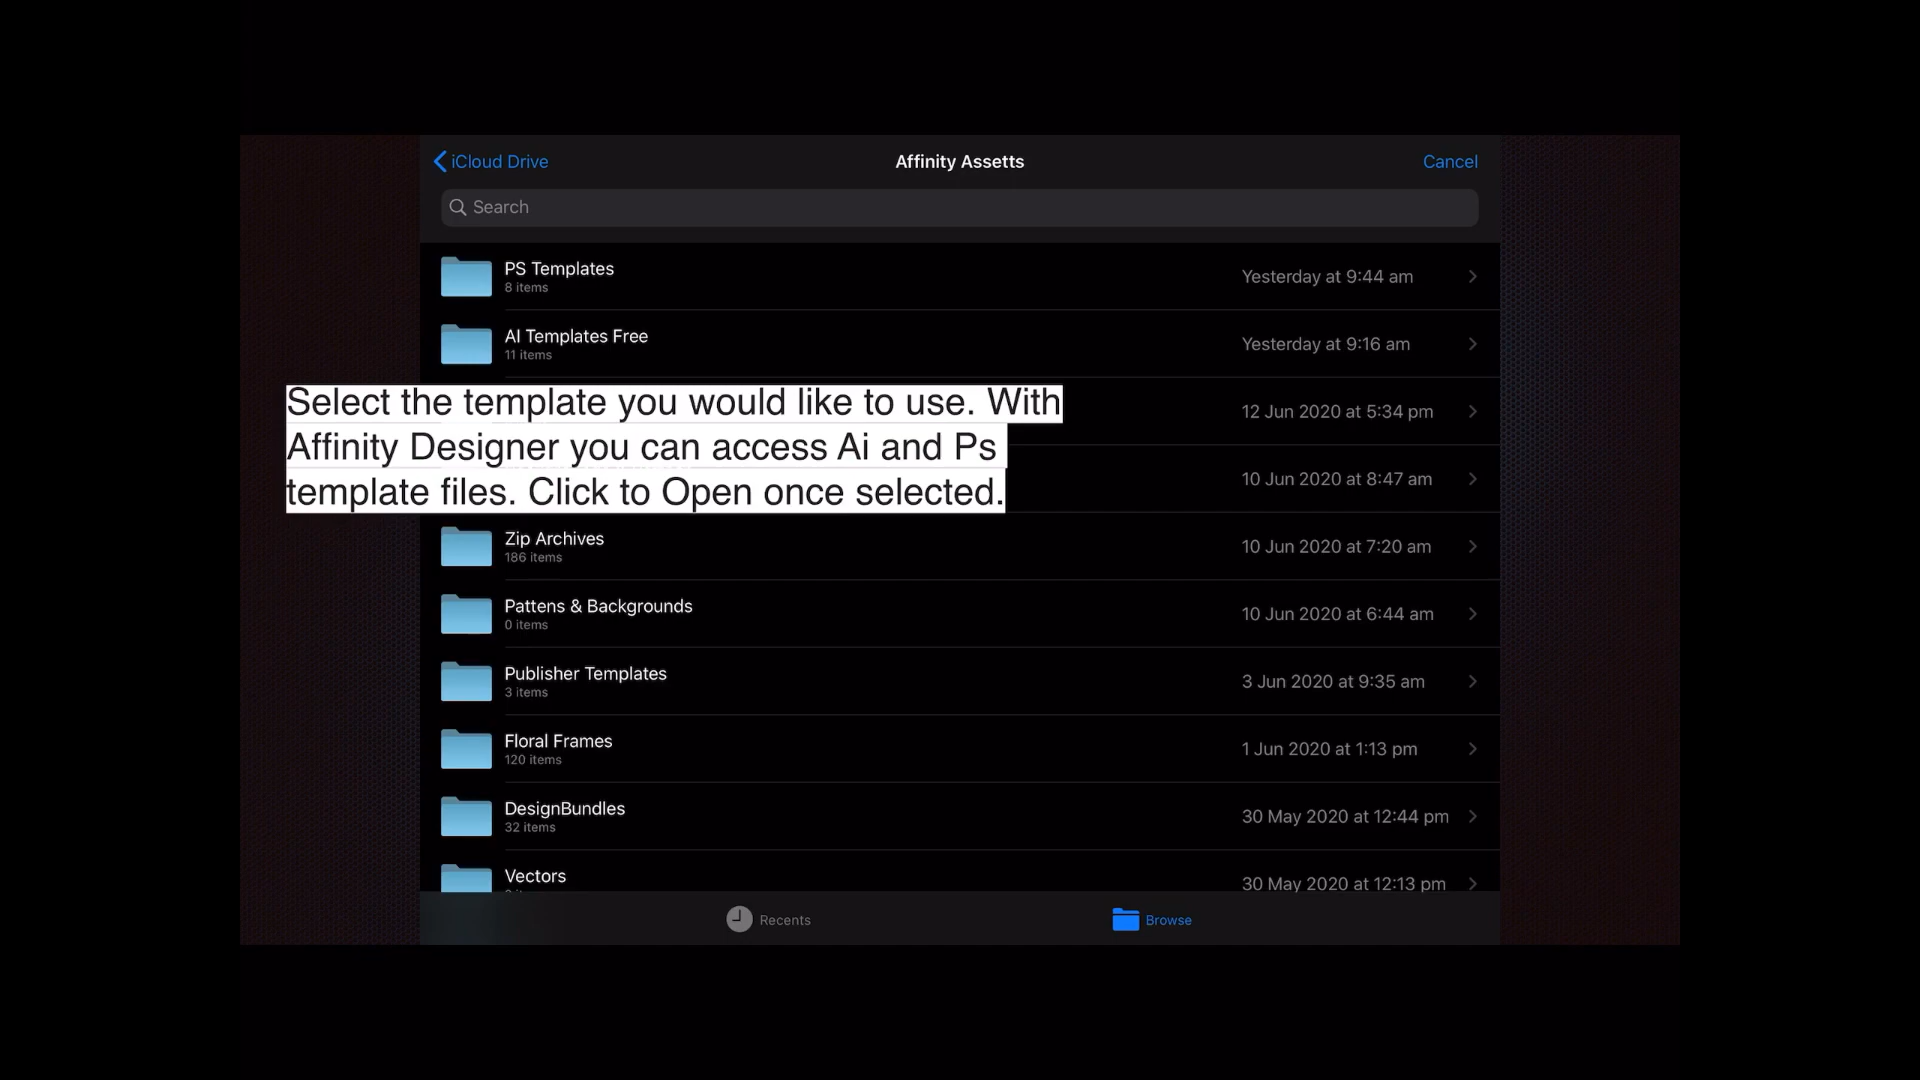 iCloud Drive
Affinity Assetts
Cancel
Search
PS Templates
8 items
Yesterday at 9:44 am
AI Templates Free
11 items
Yesterday at 9:16 am
Select the template you would like to use. With
Affinity Designer you can access Ai and Ps
template files. Click to Open once selected.
12 Jun 2020 at 5:34 pm
10 Jun 2020 at 8:47 am
Zip Archives
186 items
10 Jun 2020 at 7:20 am
Pattens & Backgrounds
0 items
10 Jun 2020 at 6:44 am
Publisher Templates
3 items
3 Jun 2020 at 9:35 am
Floral Frames
120 items
1 Jun 2020 at 1:13 pm
DesignBundles
32 items
30 May 2020 at 12:44 pm
Vectors
30 May 2020 at 12:13 pm
Recents
Browse